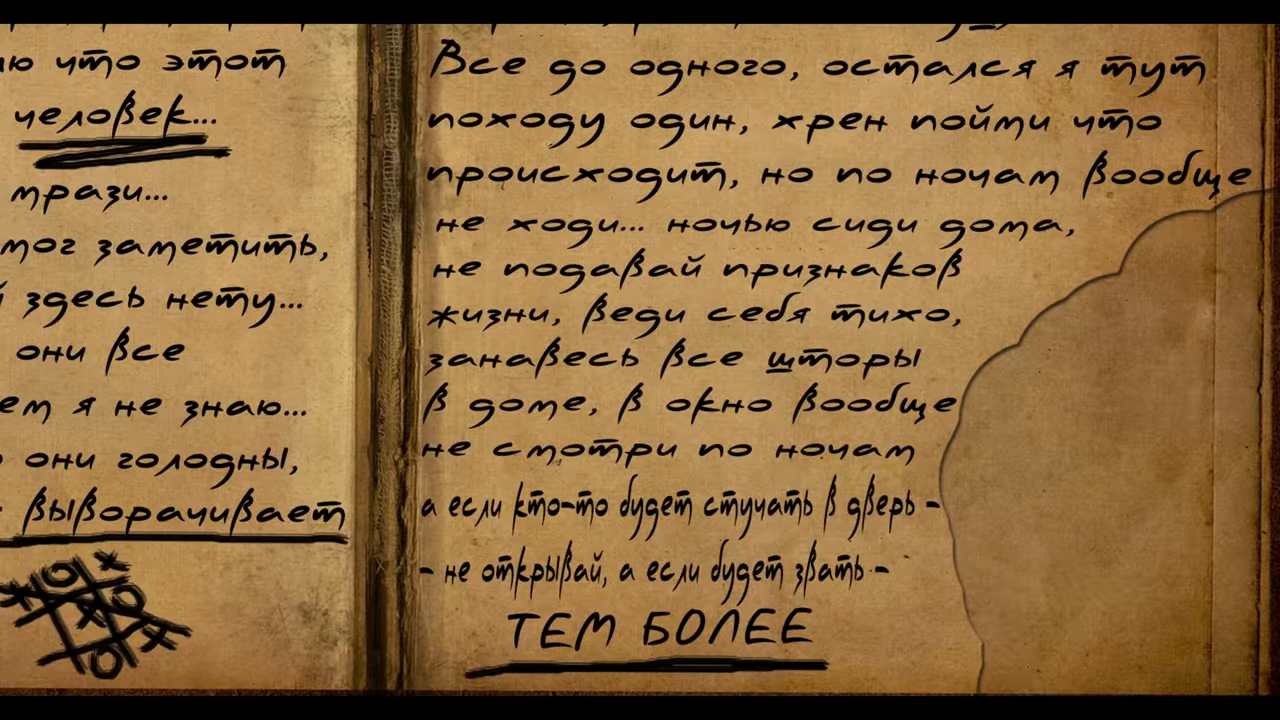 ю что этот
человек...
мрази...
мог заметить,
й здесь нету...
они все
ем я не знаю...
они голодны,
выворачивает
Все до одного, остался я тут
походу один, хрен пойми что
происходит, но по ночам вообще
не ходи... ночью сиди дома,
не подавай признаков
жизни, веди себя тихо,
занавесь все шторы
в доме, в окно вообще
не смотри по ночам
а если кто-то будет стучать в дверь -
- не открывай, а если будет звать -
ТЕМ БОЛЕЕ